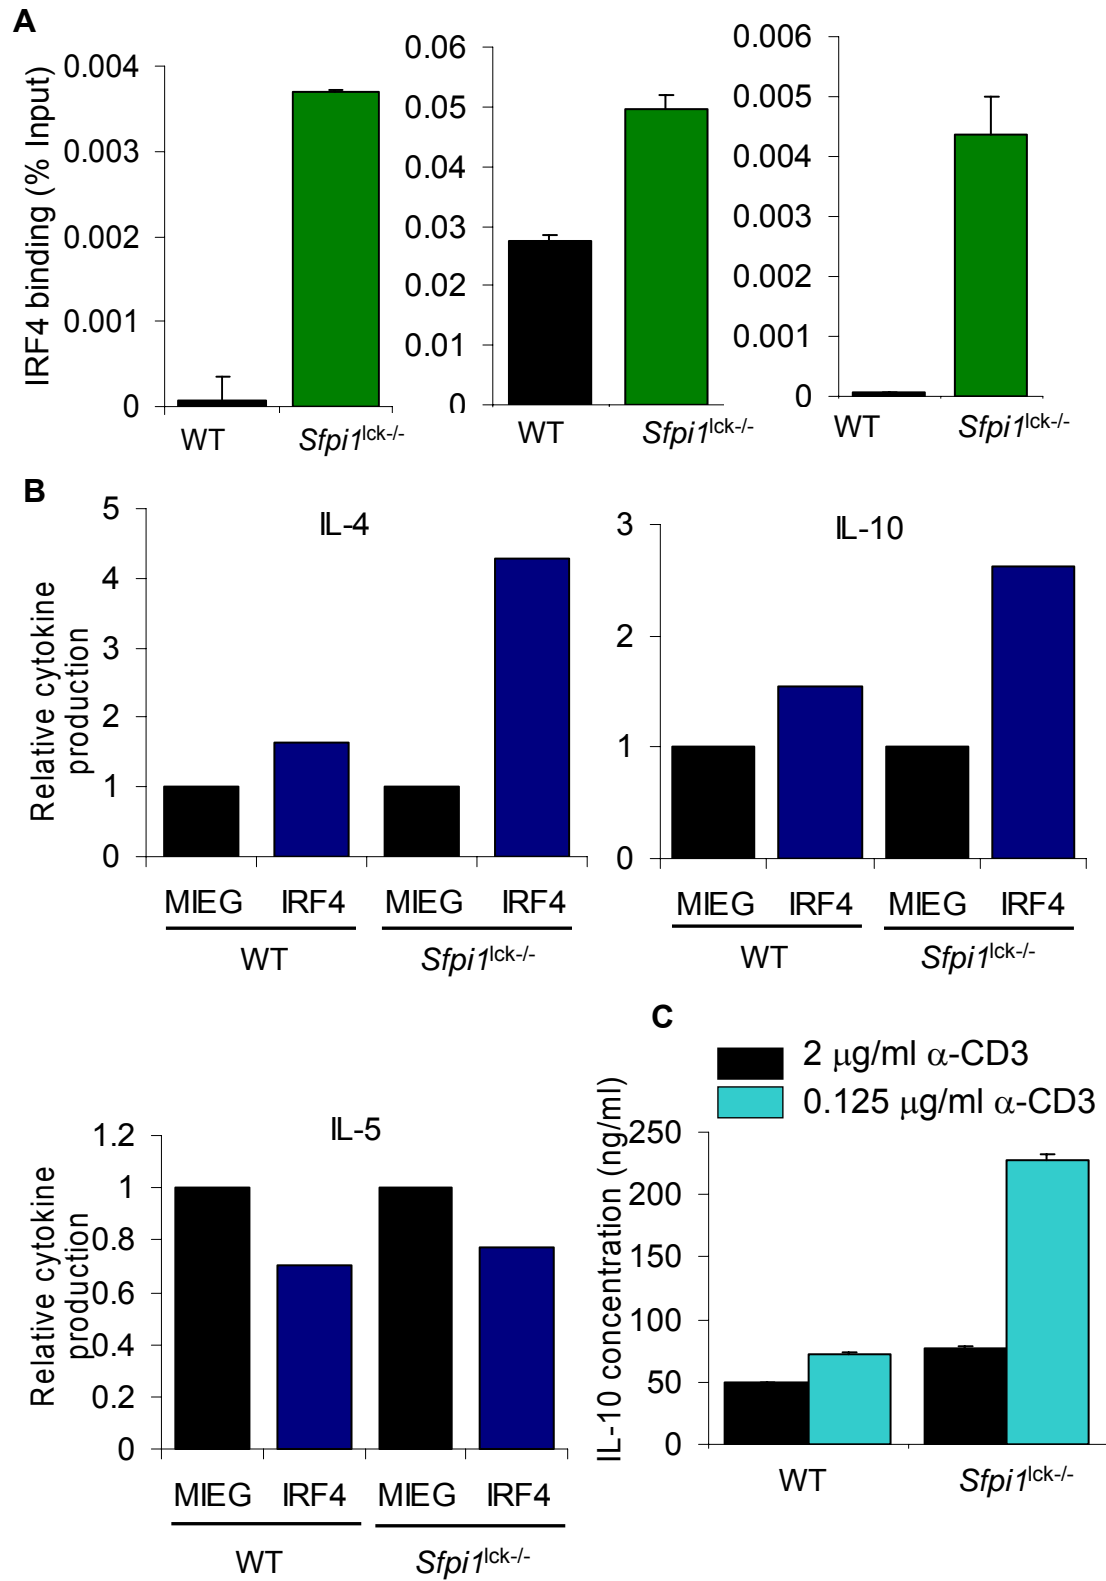 A
IRF4 binding (% Input)
0.004
0.003
0.002
0.001
0
WT
Sfpi1lck-/-
0.06
0.05
0.04
0.03
0.02
0.01
0
WT
Sfpi1lck-/-
0.006
0.005
0.004
0.003
0.002
0.001
0
WT
Sfpi1lck-/-
B
IL-4
Relative cytokine
production
5
4
3
2
1
0
MIEG IRF4 MIEG IRF4
WT Sfpi1lck-/-
IL-10
3
2
1
0
MIEG IRF4 MIEG IRF4
WT Sfpi1lck-/-
IL-5
Relative cytokine
production
1.2
1
0.8
0.6
0.4
0.2
0
MIEG IRF4 MIEG IRF4
WT Sfpi1lck-/-
C
2 μg/ml α-CD3
0.125 μg/ml α-CD3
IL-10 concentration (ng/ml)
250
200
150
100
50
0
WT Sfpi1lck-/-